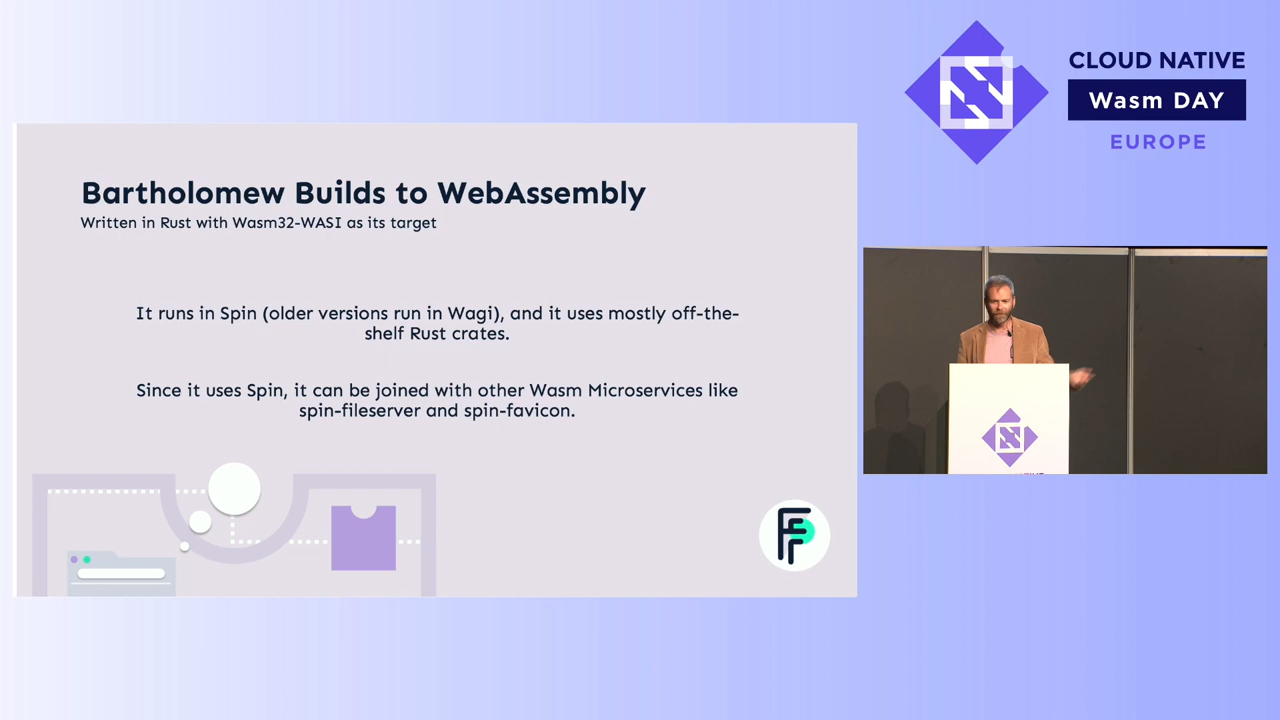 CLOUD NATIVE
Wasm DAY
EUROPE
Bartholomew Builds to WebAssembly
Written in Rust with Wasm32-WASI as its target
It runs in Spin (older versions run in Wagi), and it uses mostly off-the-
shelf Rust crates.
Since it uses Spin, it can be joined with other Wasm Microservices like
spin-fileserver and spin-favicon.